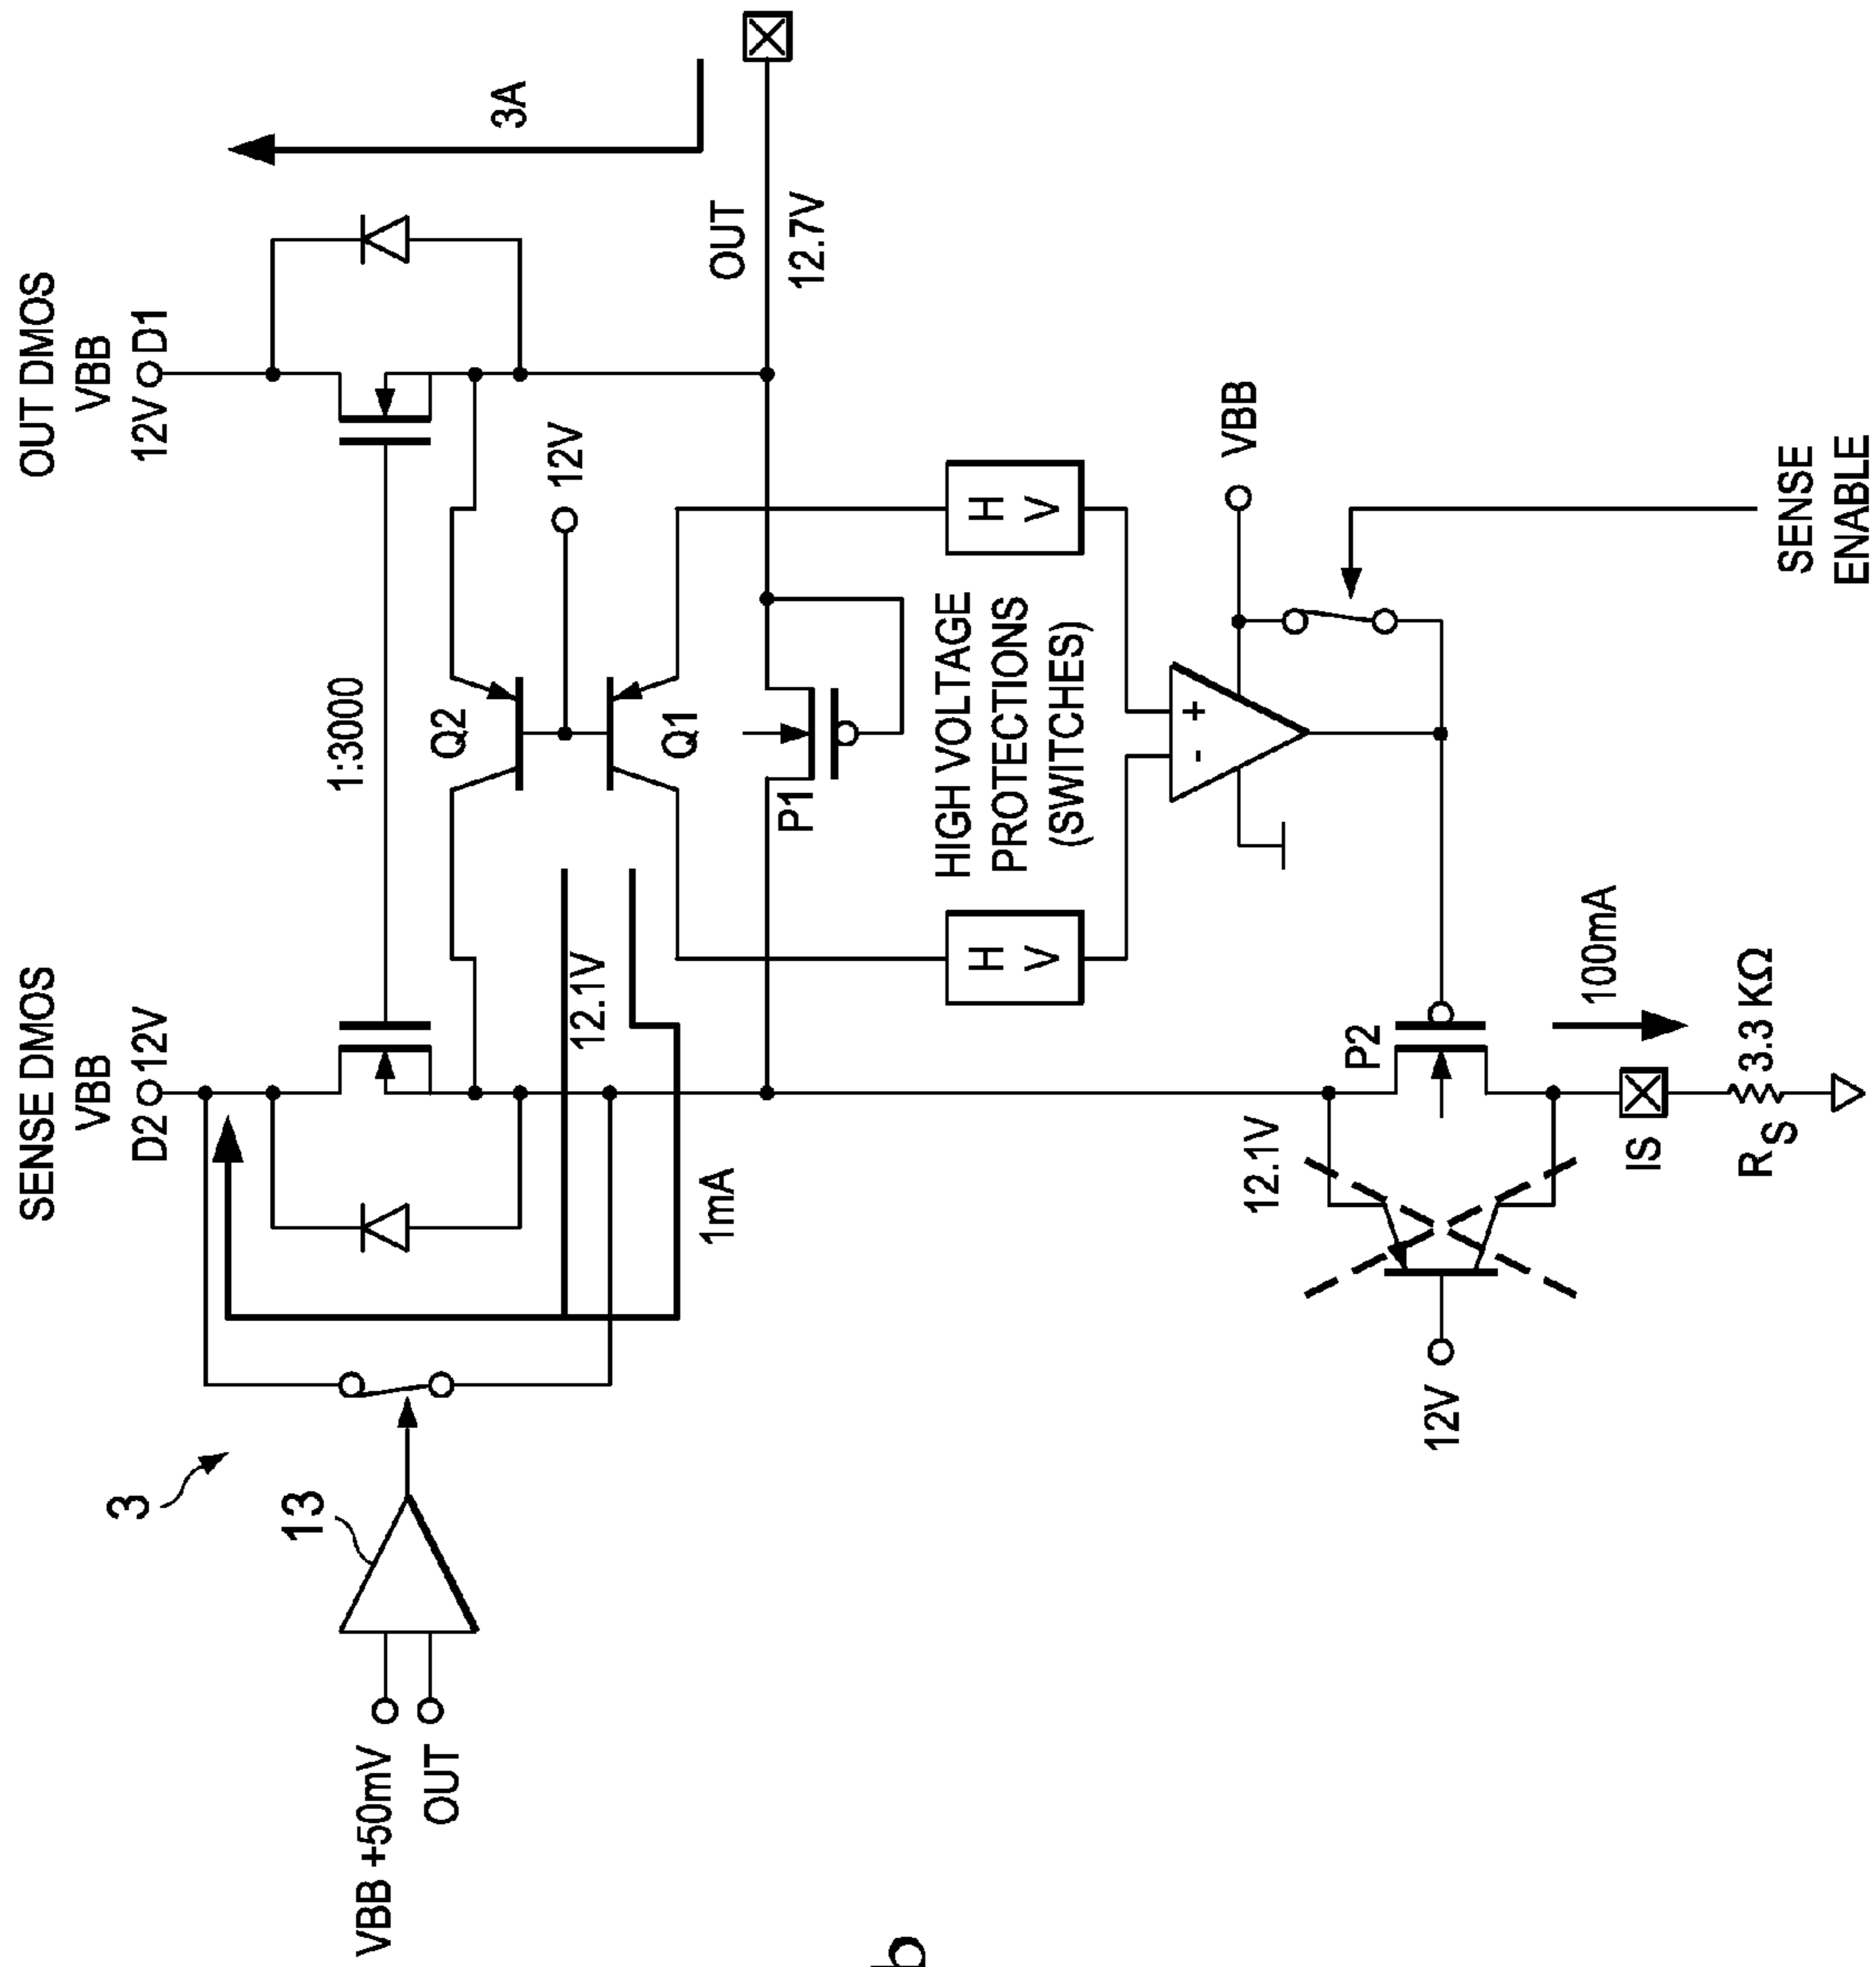 OUT DMOS
VBB
12V D1
3A
OUT
12.7V
SENSE DMOS
VBB
D2 12V
1:3000
Q2
12V
Q1
P1
12.1V
1mA
3
13
VBB +50mV
OUT
HIGH VOLTAGE
PROTECTIONS
(SWITCHES)
H
V
H
V
+
-
VBB
SENSE
ENABLE
12.1V
P2
100mA
12V
IS
RS
3.3 KΩ
b